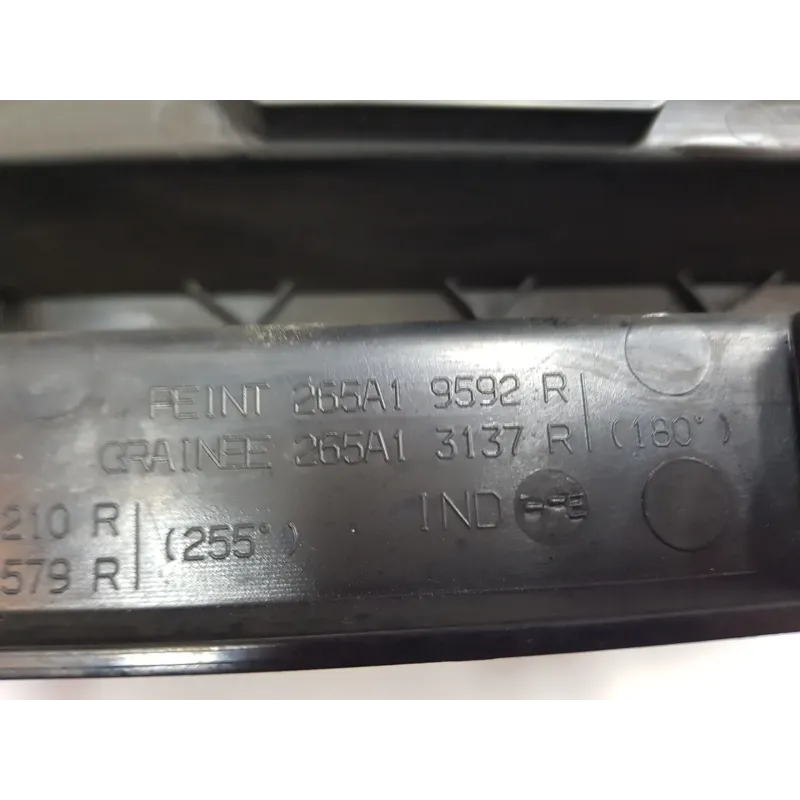 PEINT 265A1 9592 R
GRAINEE 265A1 3137 R
(180°)
210 R
579 R
(255°)
IND